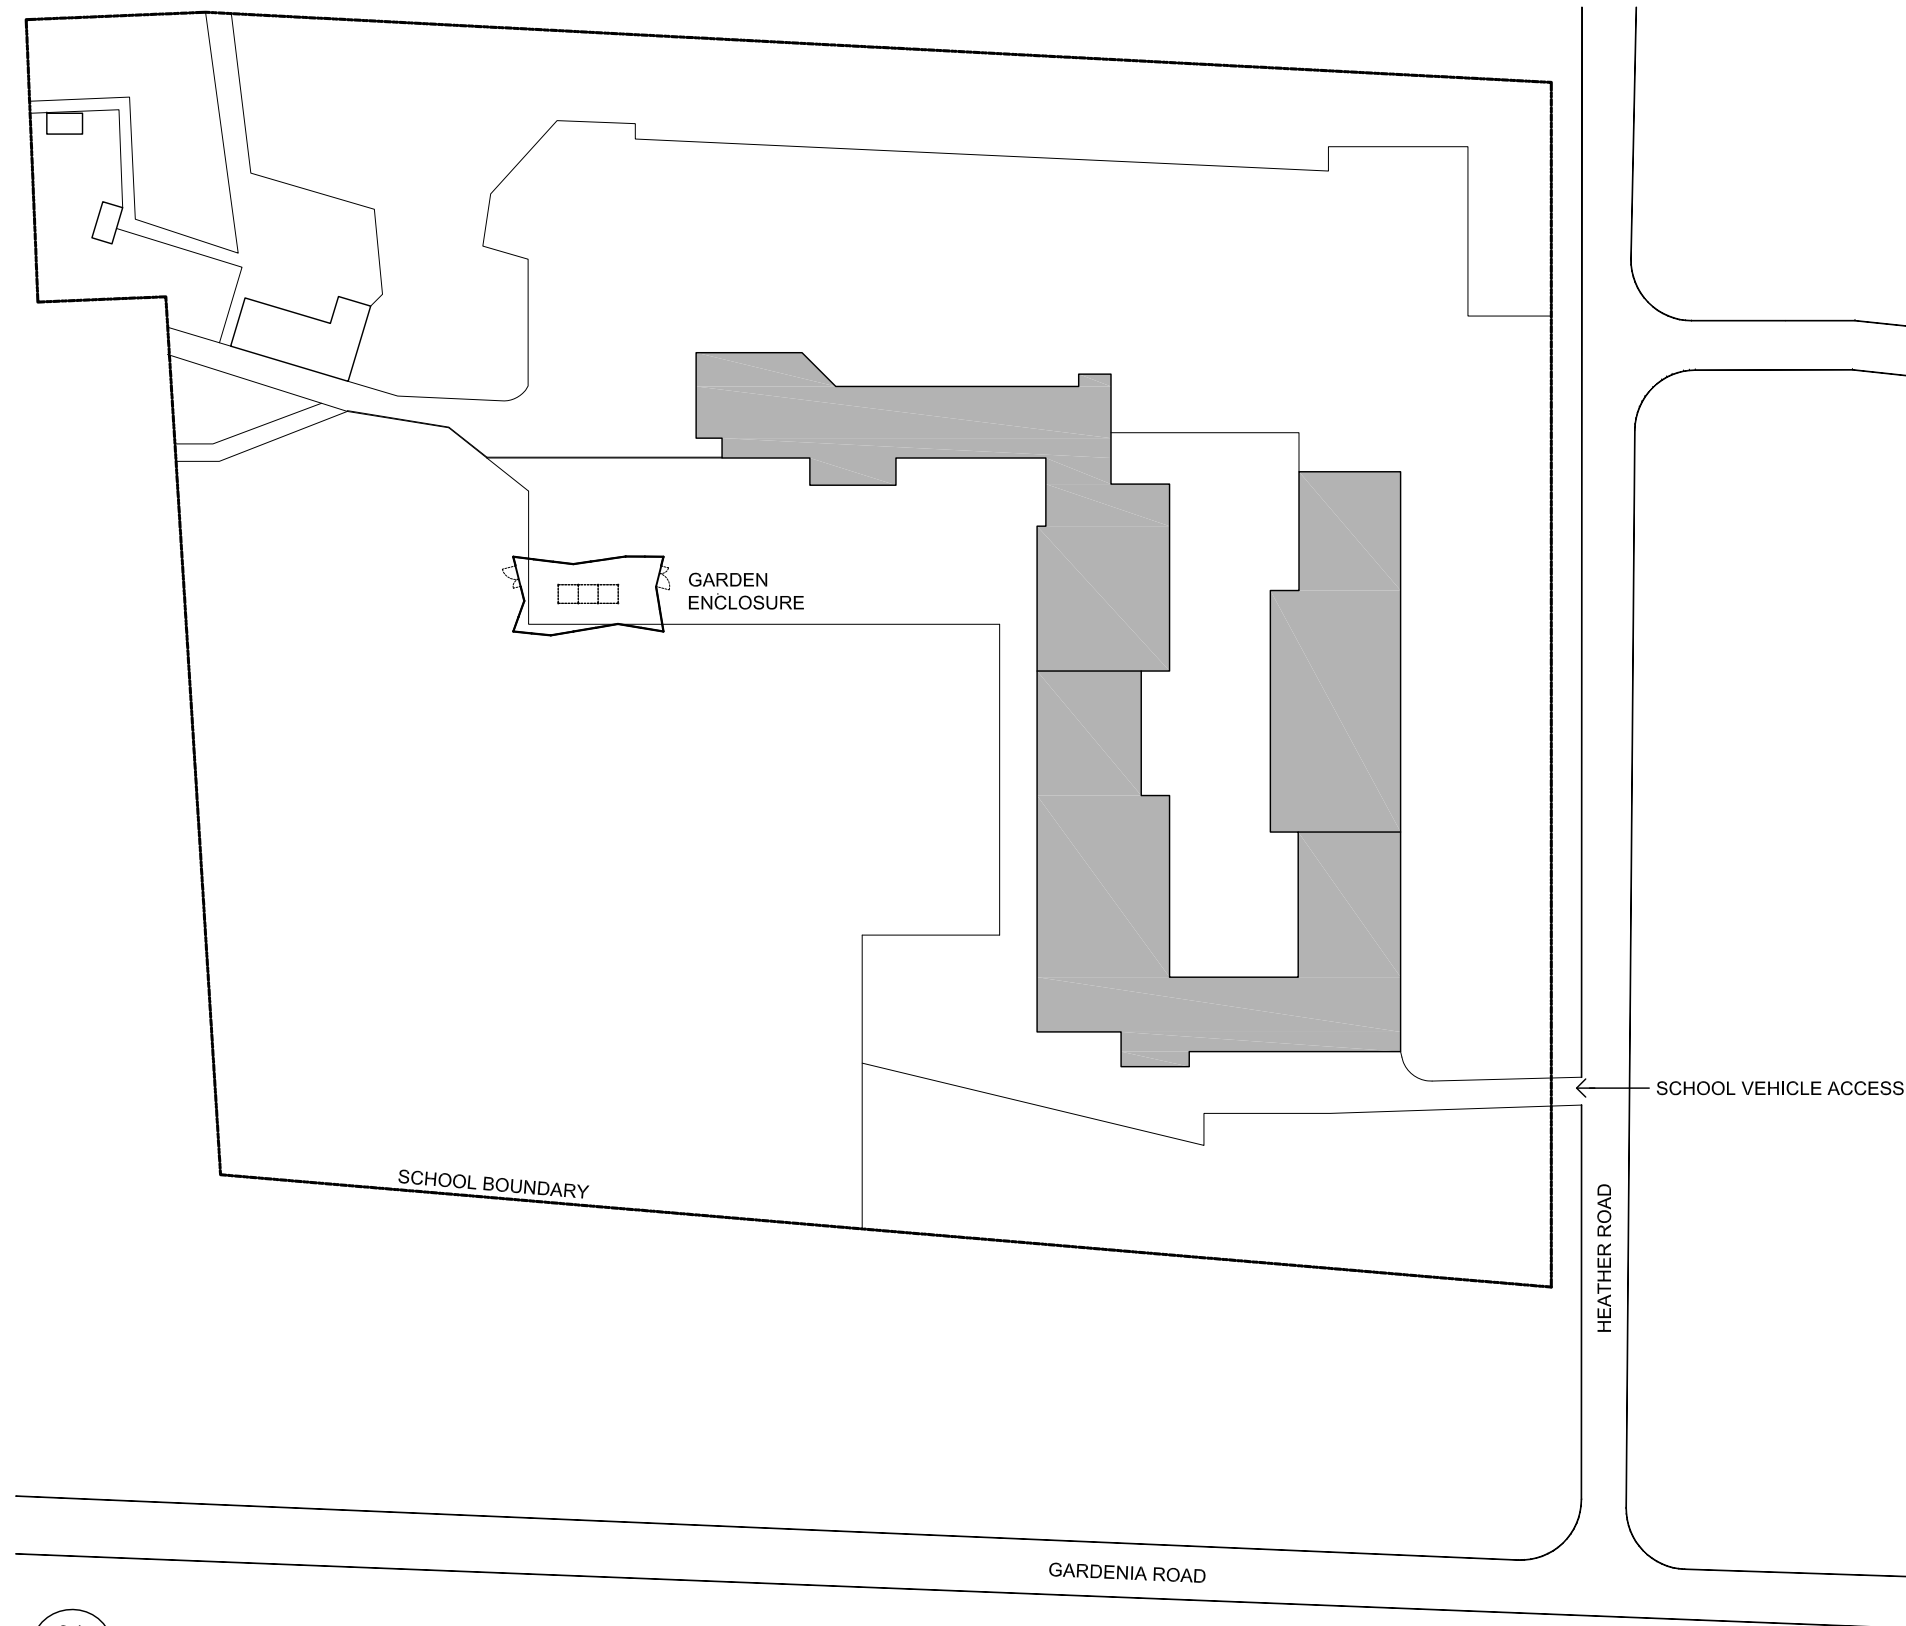 GARDEN
ENCLOSURE
SCHOOL VEHICLE ACCESS
SCHOOL BOUNDARY
HEATHER ROAD
GARDENIA ROAD